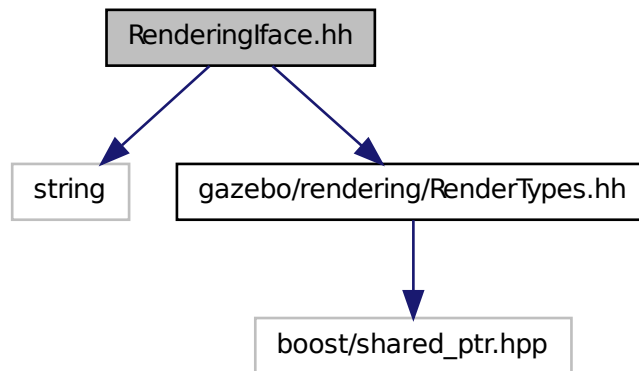 RenderingIface.hh
string
gazebo/rendering/RenderTypes.hh
boost/shared_ptr.hpp